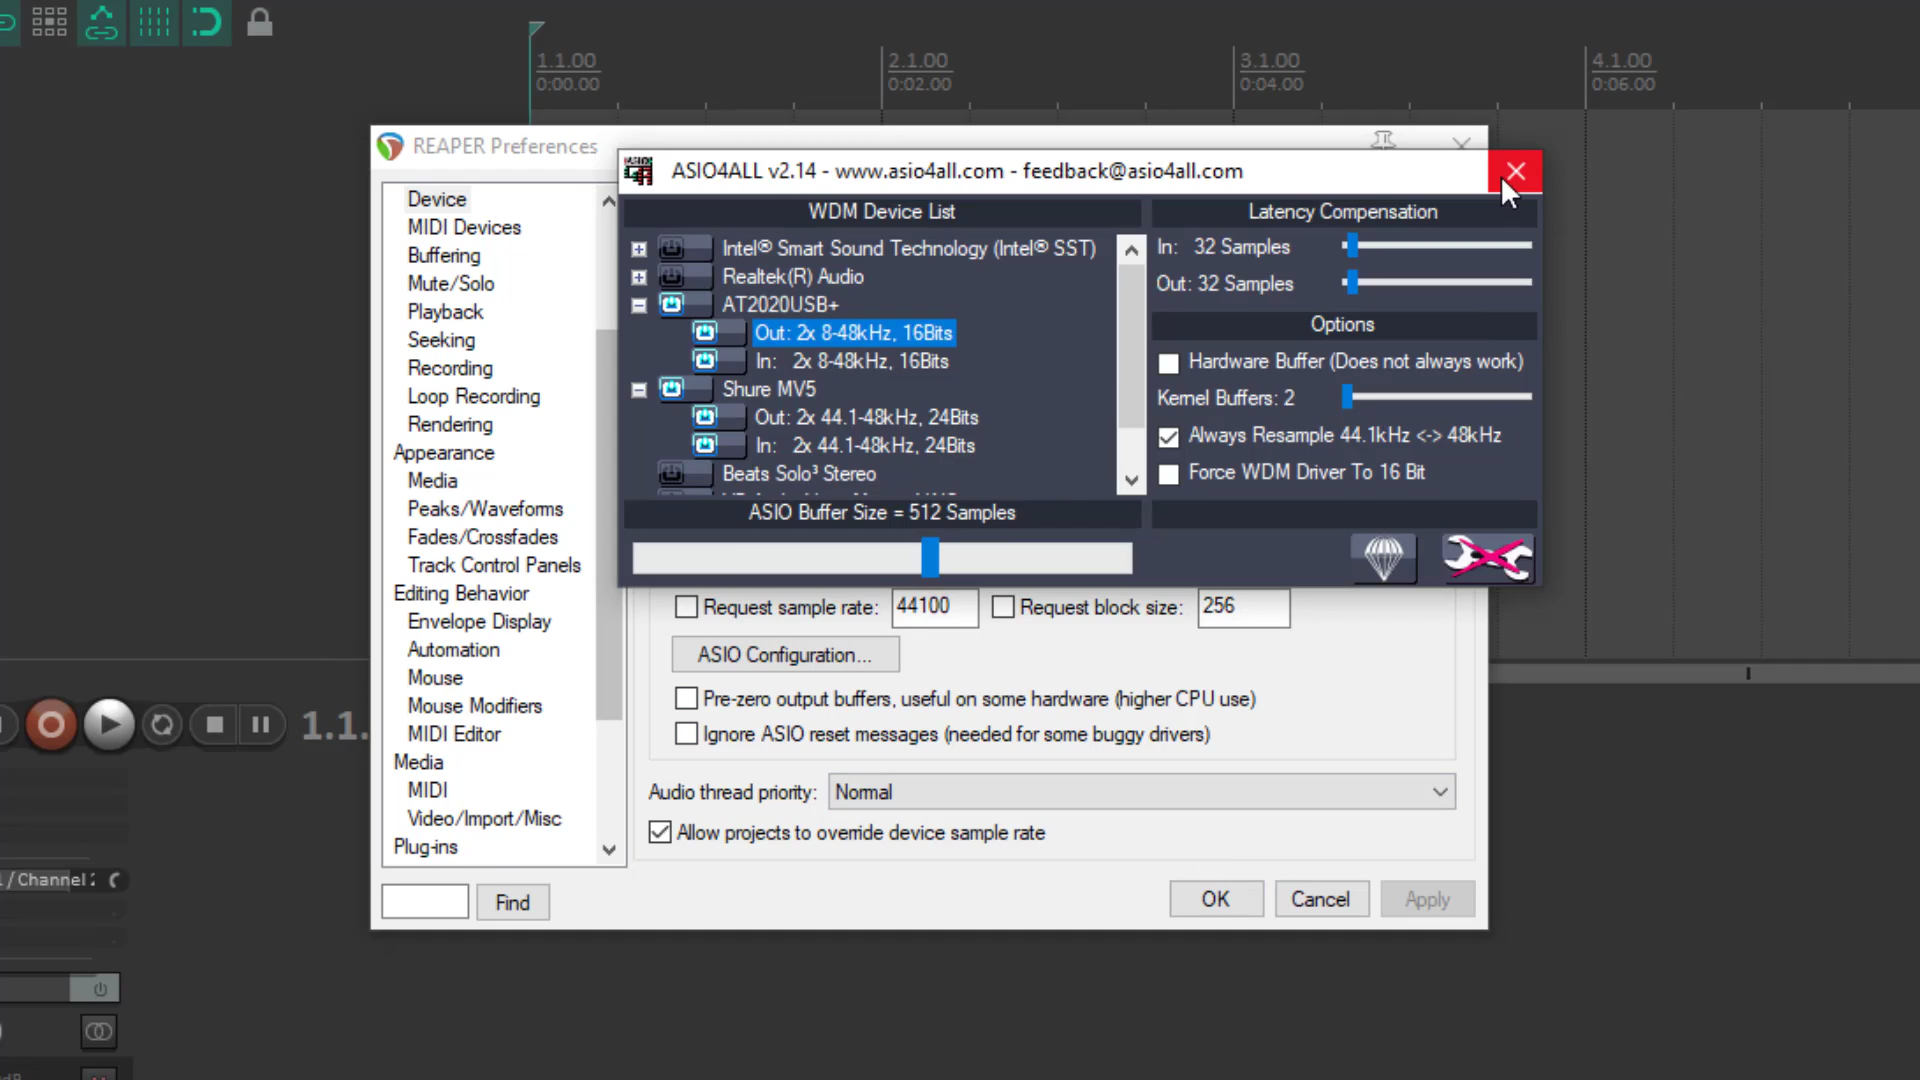 1.1.00
0:00.00
2.1.00
0:02.00
3.1.00
0:04.00
4.1.00
0:06.00
REAPER Preferences
ASIO4ALL v2.14 - www.asio4all.com - feedback@asio4all.com
Device
MIDI Devices
Buffering
Mute/Solo
Playback
Seeking
Recording
Loop Recording
Rendering
Appearance
Media
Peaks/Waveforms
Fades/Crossfades
Track Control Panels
Editing Behavior
Envelope Display
Automation
Mouse
Mouse Modifiers
MIDI Editor
Media
MIDI
Video/Import/Misc
Plug-ins
Find
WDM Device List
Intel® Smart Sound Technology (Intel® SST)
Realtek(R) Audio
AT2020USB+
Out: 2x 8-48kHz, 16Bits
In: 2x 8-48kHz, 16Bits
Shure MV5
Out: 2x 44.1-48kHz, 24Bits
In: 2x 44.1-48kHz, 24Bits
Beats Solo³ Stereo
ASIO Buffer Size = 512 Samples
Latency Compensation
In: 32 Samples
Out: 32 Samples
Options
Hardware Buffer (Does not always work)
Kernel Buffers: 2
Always Resample 44.1kHz <-> 48kHz
Force WDM Driver To 16 Bit
Request sample rate: 44100 Request block size: 256
ASIO Configuration...
Pre-zero output buffers, useful on some hardware (higher CPU use)
Ignore ASIO reset messages (needed for some buggy drivers)
Audio thread priority: Normal
Allow projects to override device sample rate
OK Cancel Apply
1.1.
/Channel